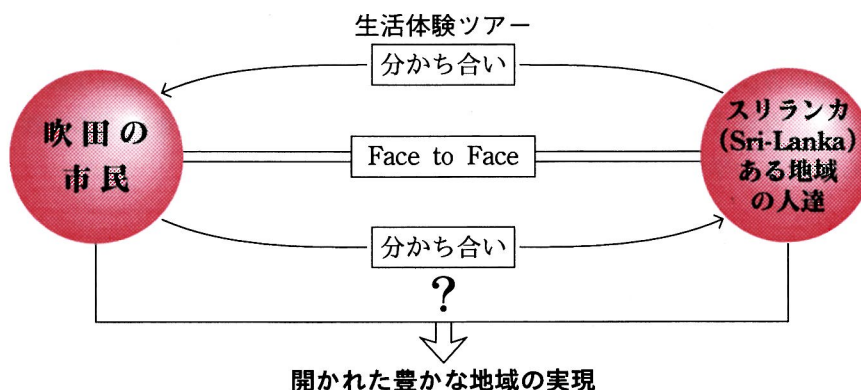 生活体験ツアー
分かち合い
吹田の
市民
Face to Face
スリランカ
(Sri-Lanka)
ある地域
の人達
分かち合い
?
開かれた豊かな地域の実現